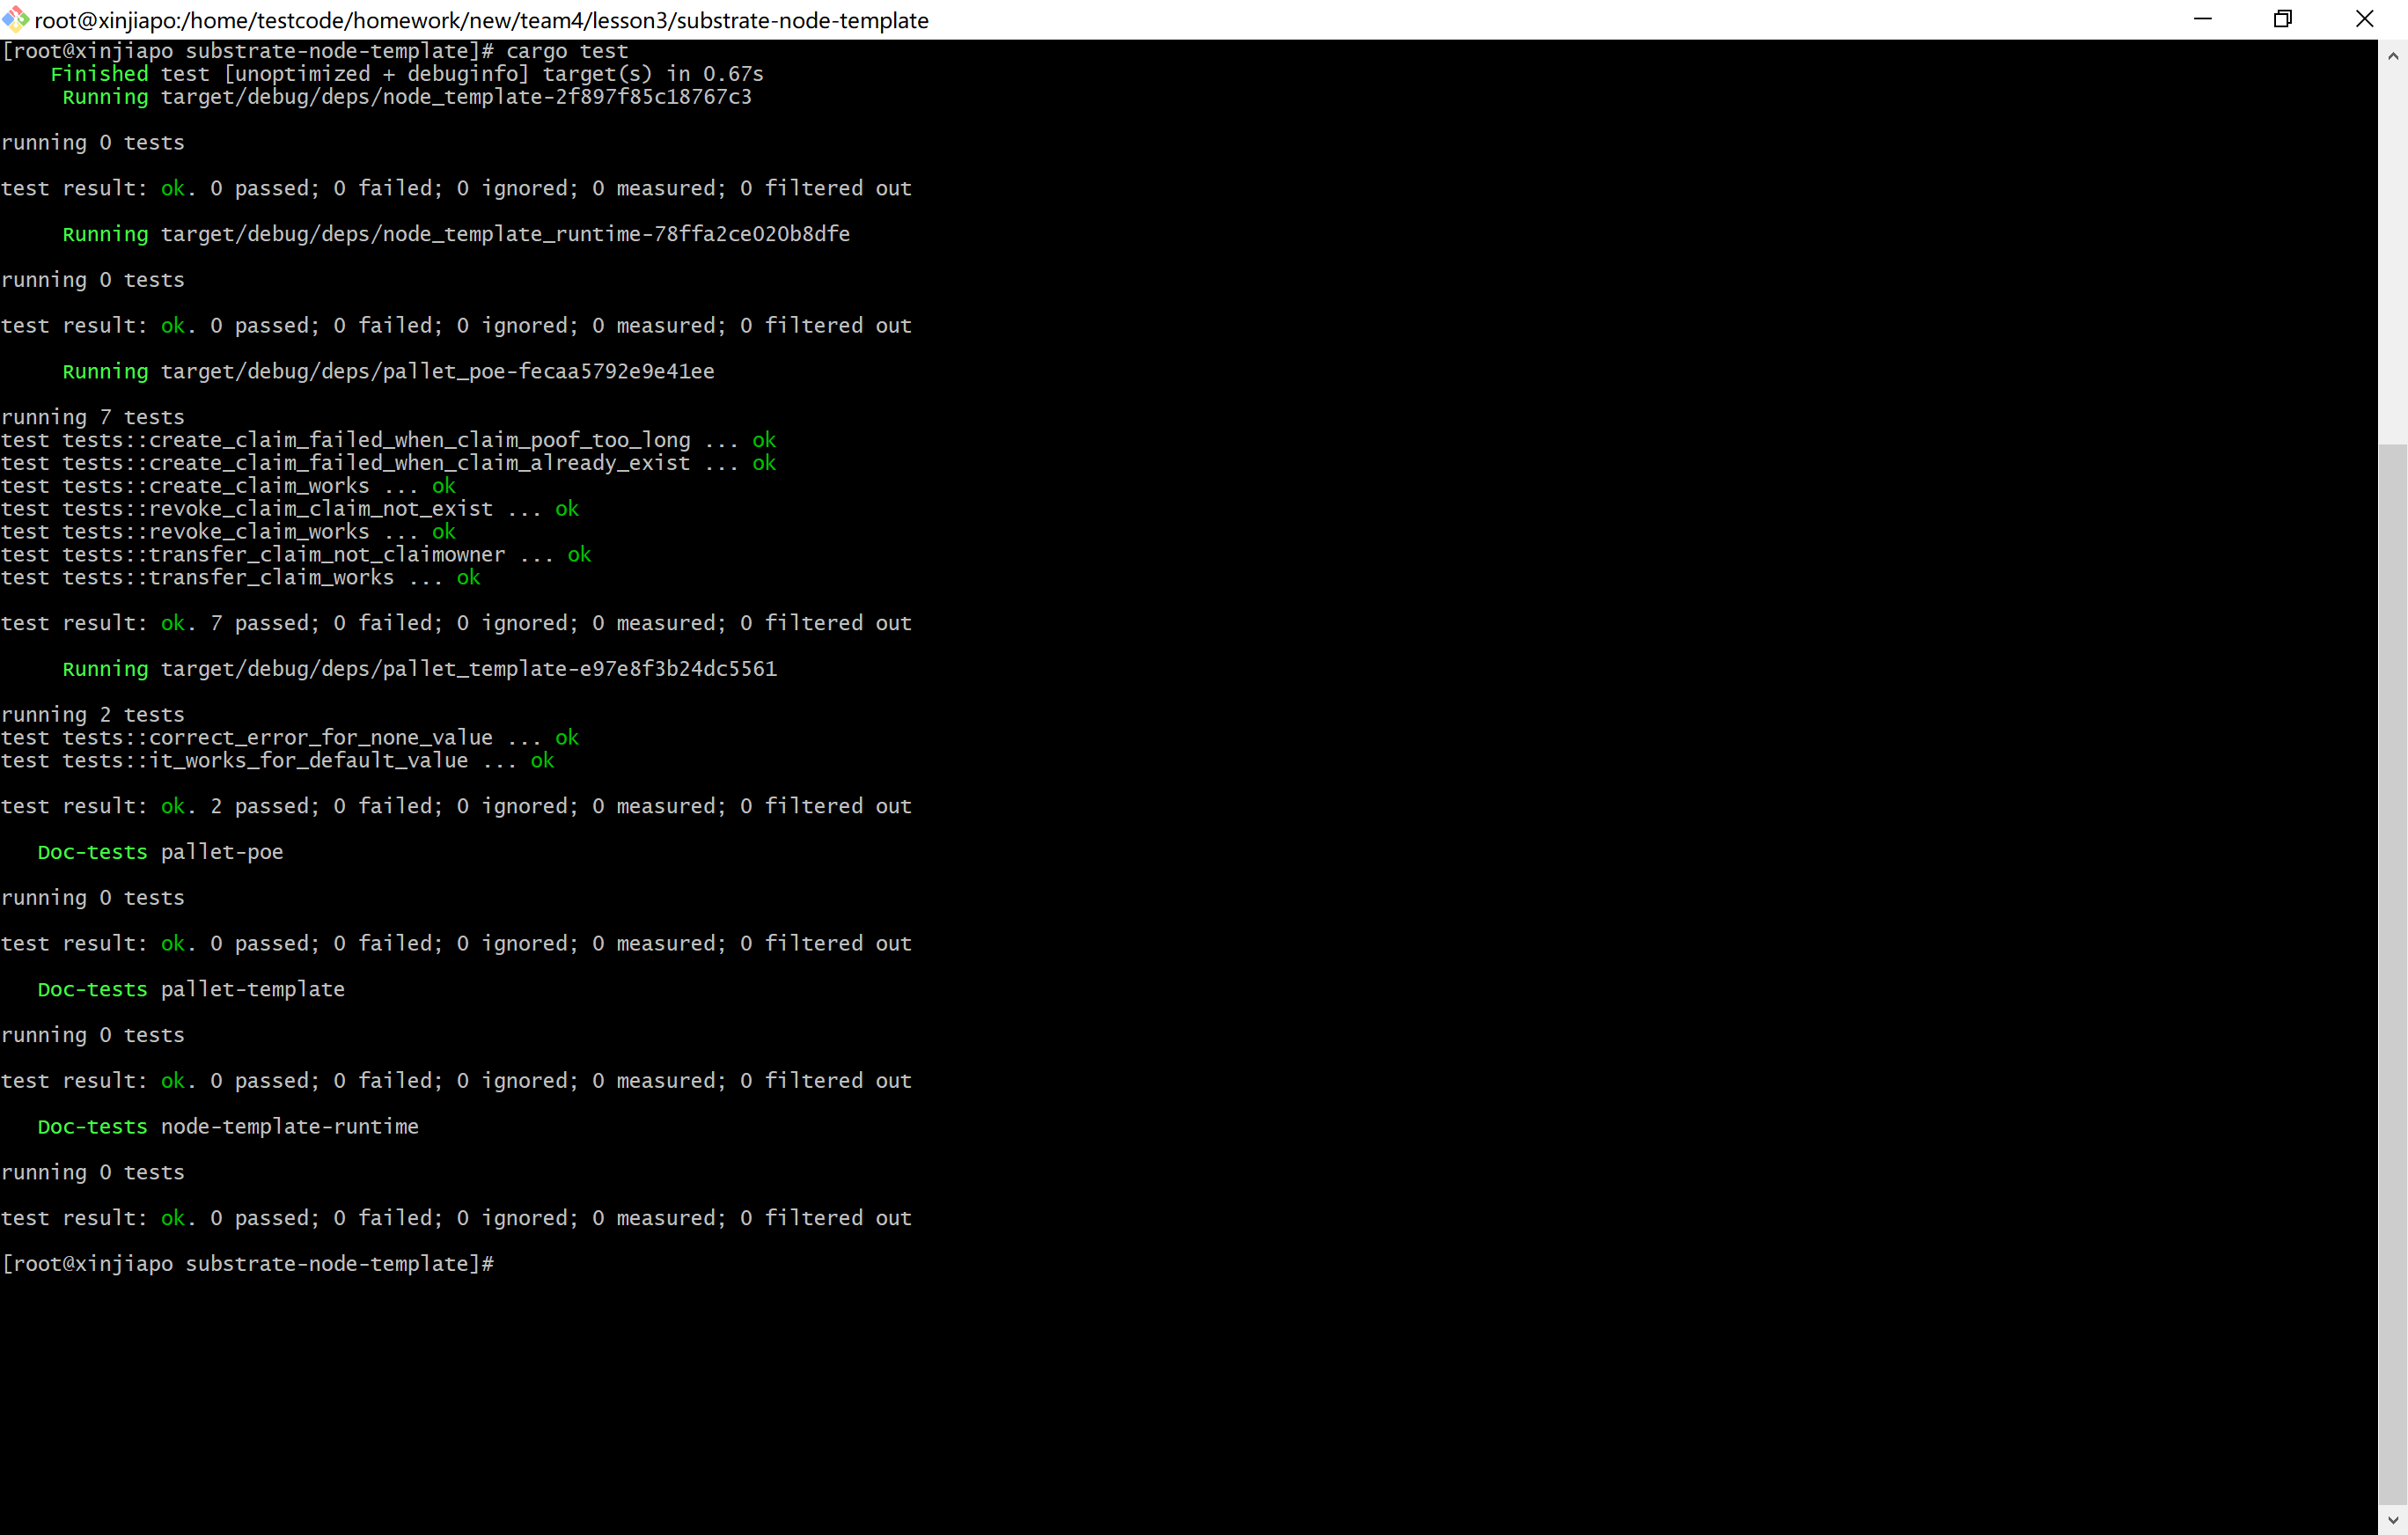 root@xinjiapo:/home/testcode/homework/new/team4/lesson3/substrate-node-template
[root@xinjiapo substrate-node-template]# cargo test
Finished test [unoptimized + debuginfo] target(s) in 0.67s
Running target/debug/deps/node_template-2f897f85c18767c3
running 0 tests
test result: ok. 0 passed; 0 failed; 0 ignored; 0 measured; 0 filtered out
Running target/debug/deps/node_template_runtime-78ffa2ce020b8dfe
running 0 tests
test result: ok. 0 passed; 0 failed; 0 ignored; 0 measured; 0 filtered out
Running target/debug/deps/pallet_poe-fecaa5792e9e41ee
running 7 tests
test tests::create_claim_failed_when_claim_poof_too_long ... ok
test tests::create_claim_failed_when_claim_already_exist ... ok
test tests::create_claim_works ... ok
test tests::revoke_claim_claim_not_exist ... ok
test tests::revoke_claim_works ... ok
test tests::transfer_claim_not_claimowner ... ok
test tests::transfer_claim_works ... ok
test result: ok. 7 passed; 0 failed; 0 ignored; 0 measured; 0 filtered out
Running target/debug/deps/pallet_template-e97e8f3b24dc5561
running 2 tests
test tests::correct_error_for_none_value ... ok
test tests::it_works_for_default_value ... ok
test result: ok. 2 passed; 0 failed; 0 ignored; 0 measured; 0 filtered out
Doc-tests pallet-poe
running 0 tests
test result: ok. 0 passed; 0 failed; 0 ignored; 0 measured; 0 filtered out
Doc-tests pallet-template
running 0 tests
test result: ok. 0 passed; 0 failed; 0 ignored; 0 measured; 0 filtered out
Doc-tests node-template-runtime
running 0 tests
test result: ok. 0 passed; 0 failed; 0 ignored; 0 measured; 0 filtered out
[root@xinjiapo substrate-node-template]#